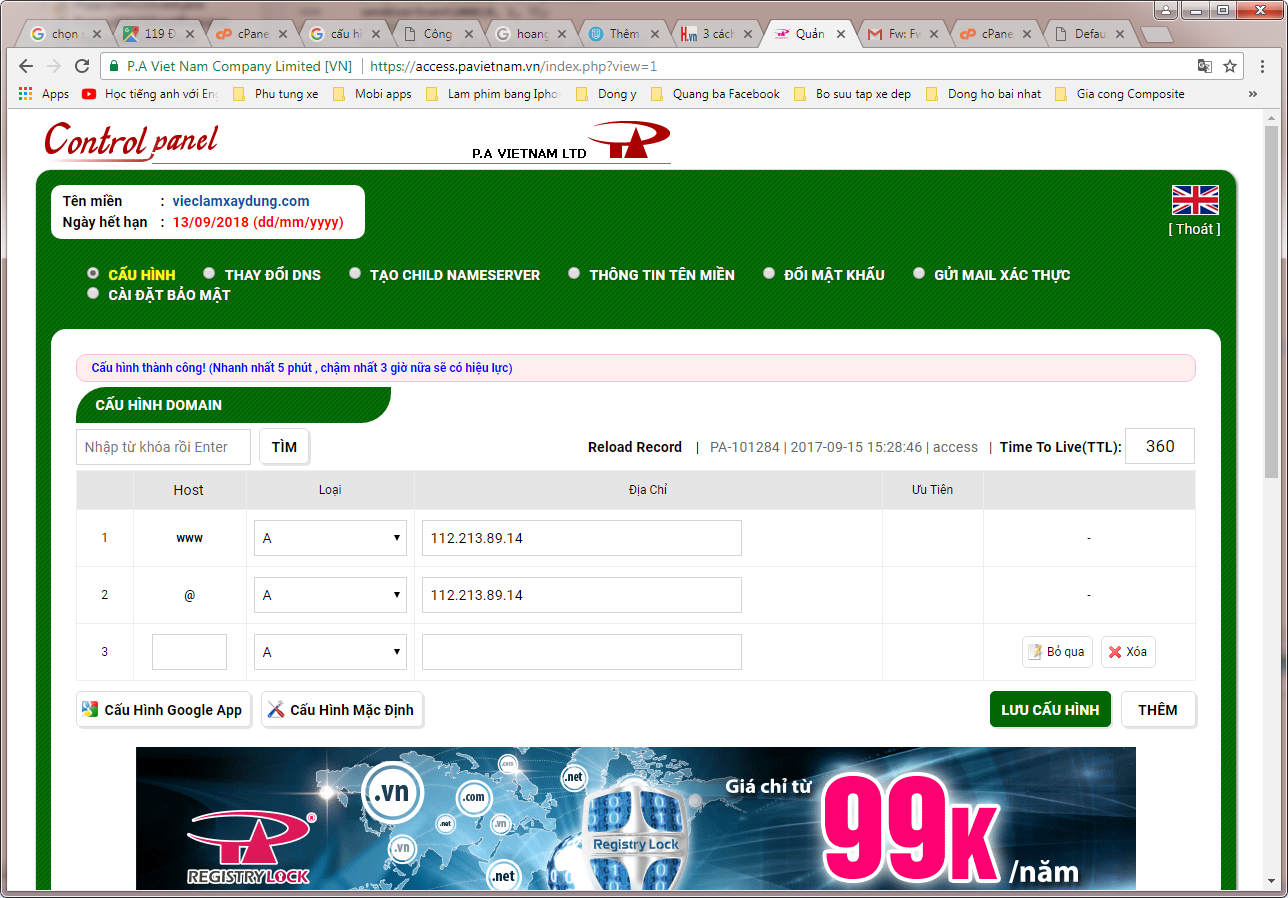 chọn s
119 Đ
cPane
cấu hì
Công
hoang
Thêm
H.vn 3 cách
Quản
Fw: Fw
cPane
Defau
P.A Viet Nam Company Limited [VN] https://access.pavietnam.vn/index.php?view=1
Apps Học tiếng anh với En Phu tung xe Mobi apps Lam phim bang Ipho Dong y Quang ba Facebook Bo suu tap xe dep Dong ho bai nhat Gia cong Composite »
Control panel
P.A VIETNAM LTD
Tên miền : vieclamxaydung.com
Ngày hết hạn : 13/09/2018 (dd/mm/yyyy)
[ Thoát ]
CẤU HÌNH THAY ĐỔI DNS TẠO CHILD NAMESERVER THÔNG TIN TÊN MIỀN ĐỔI MẬT KHẨU GỬI MAIL XÁC THỰC
CÀI ĐẶT BẢO MẬT
Cấu hình thành công! (Nhanh nhất 5 phút , chậm nhất 3 giờ nữa sẽ có hiệu lực)
CẤU HÌNH DOMAIN
Nhập từ khóa rồi Enter TÌM Reload Record | PA-101284 | 2017-09-15 15:28:46 | access | Time To Live(TTL): 360
Host Loại Địa Chỉ Ưu Tiên
1 www A 112.213.89.14 -
2 @ A 112.213.89.14 -
3 A Bỏ qua Xóa
Cấu Hình Google App Cấu Hình Mặc Định LƯU CẤU HÌNH THÊM
.vn
.com
.net
.com
.net
.vn
.vn
.net
Registry Lock
REGISTRY LOCK
®
Giá chỉ từ
99K
/năm